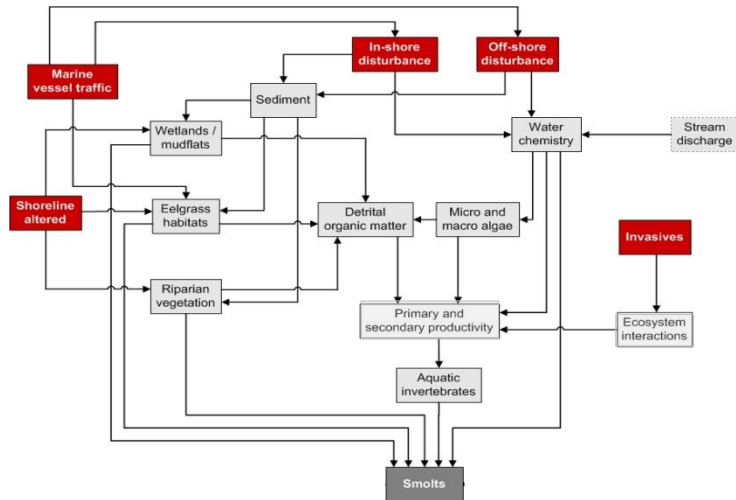 In-shore
disturbance
Off-shore
disturbance
Marine
vessel traffic
Sediment
Wetlands /
mudflats
Water
chemistry
Stream
discharge
Shoreline
altered
Eelgrass
habitats
Detrital
organic matter
Micro and
macro algae
Invasives
Riparian
vegetation
Primary and
secondary productivity
Ecosystem
interactions
Aquatic
invertebrates
Smolts